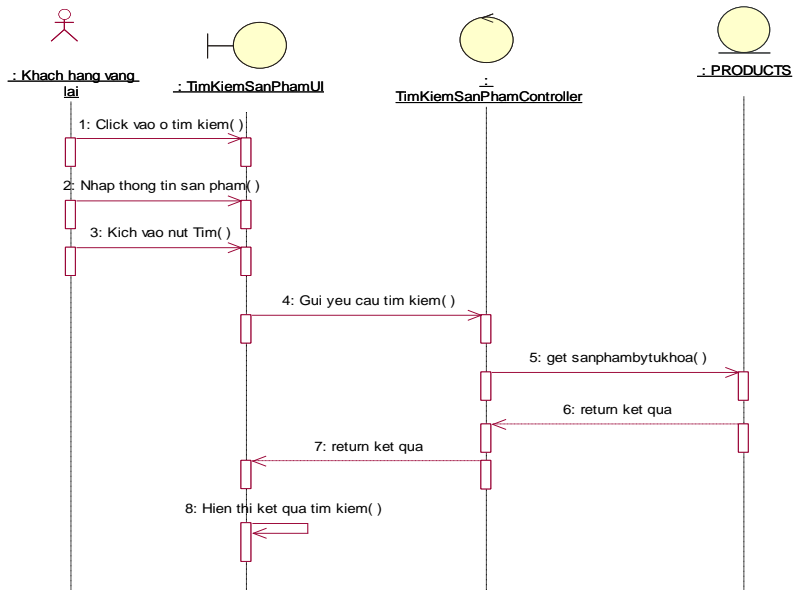 : Khach hang vang
lai
: TimKiemSanPhamUI
:
TimKiemSanPhamController
: PRODUCTS
1: Click vao o tim kiem( )
2: Nhap thong tin san pham( )
3: Kich vao nut Tim( )
4: Gui yeu cau tim kiem( )
5: get sanphambytukhoa( )
6: return ket qua
7: return ket qua
8: Hien thi ket qua tim kiem( )